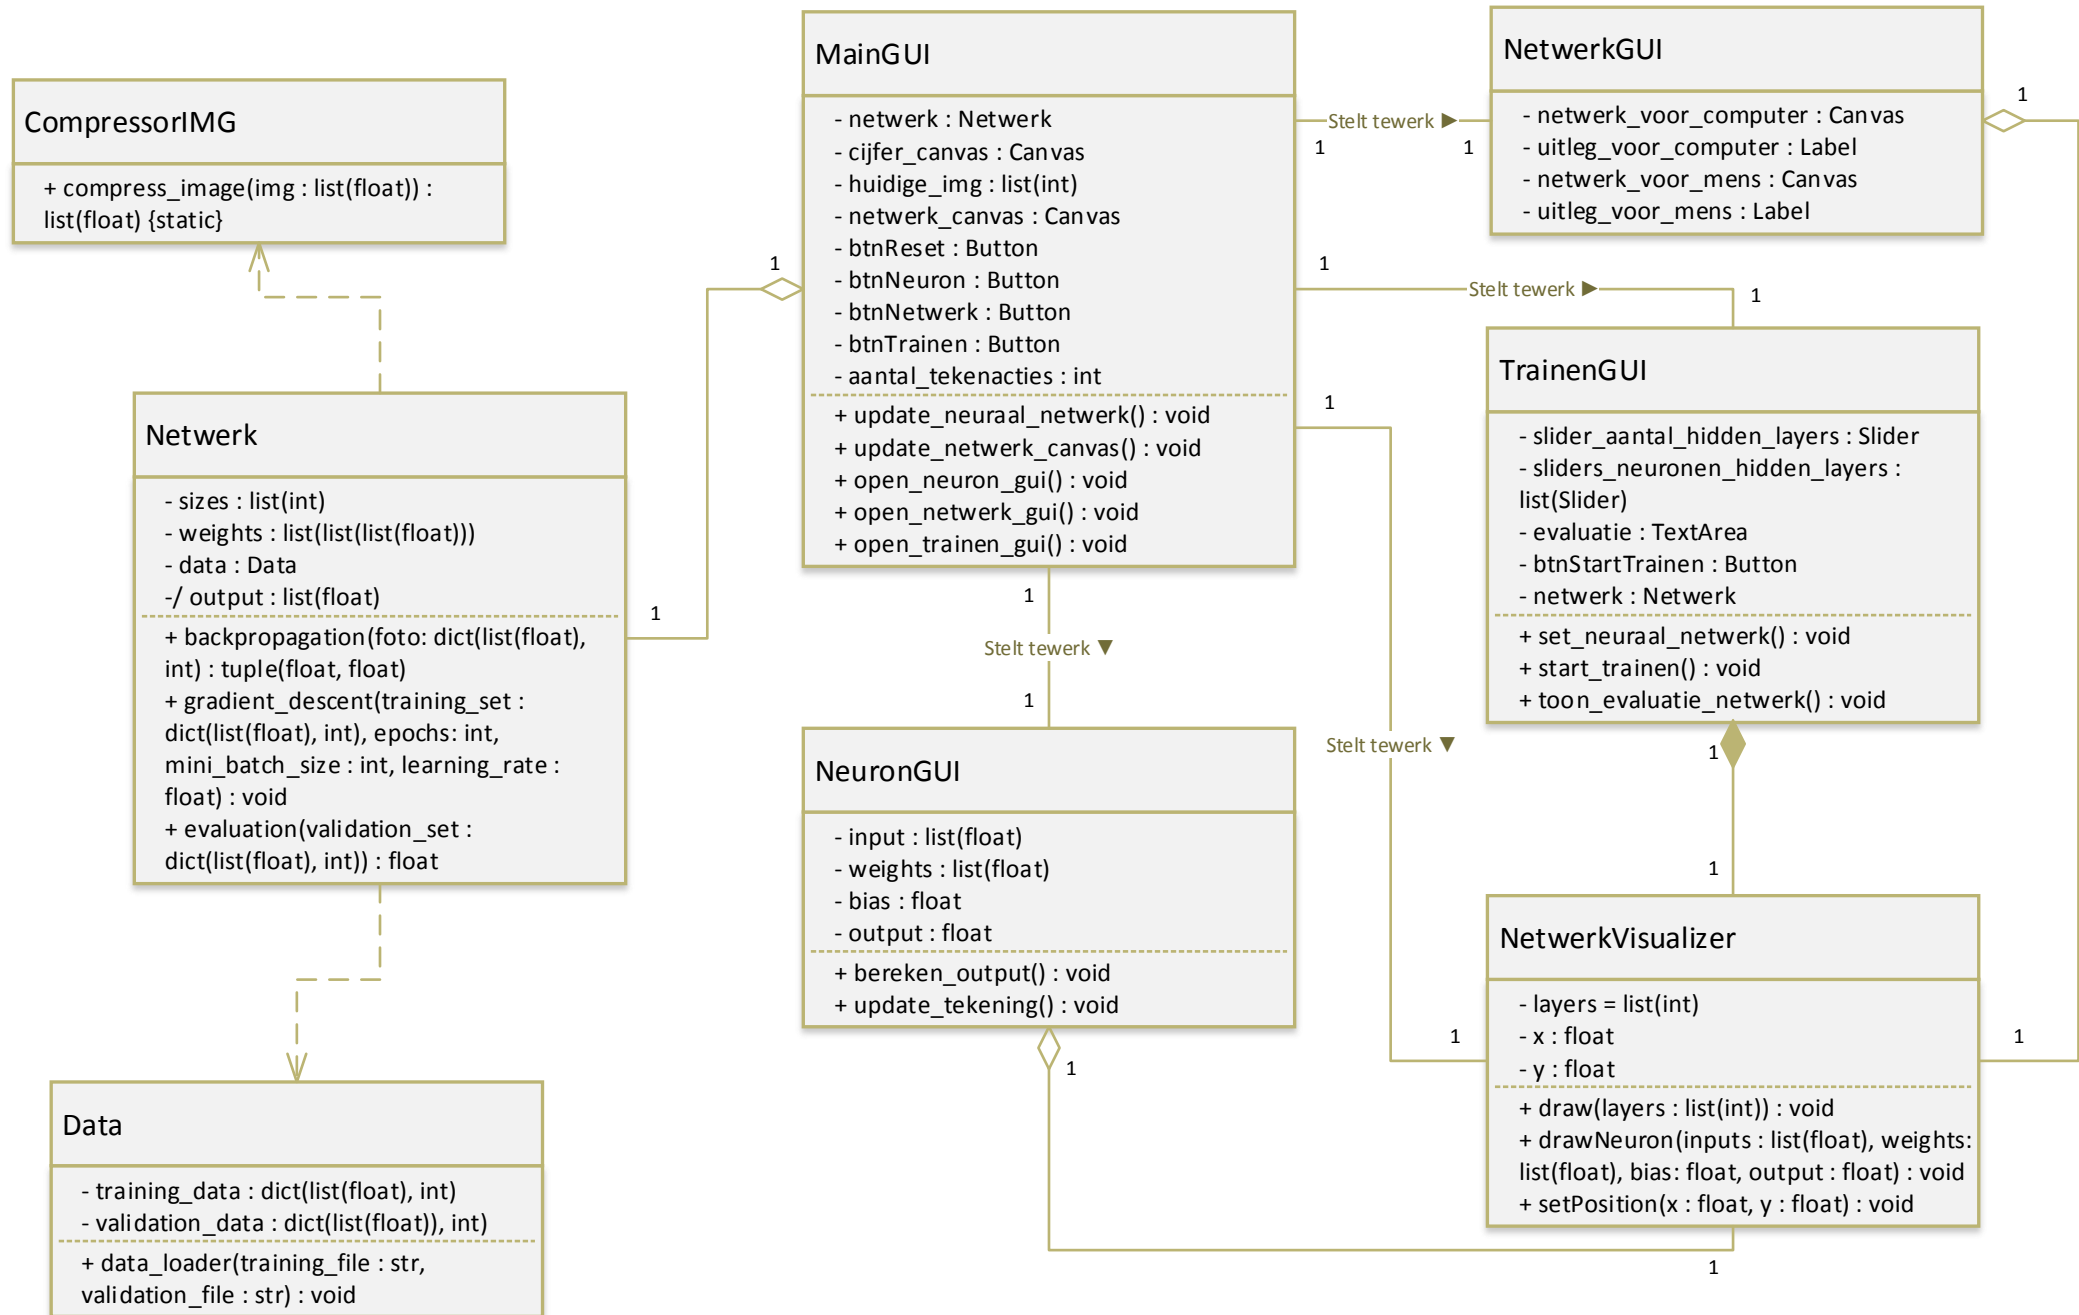 CompressorIMG
+ compress_image(img : list(float)) :
list(float) {static}
Netwerk
- sizes : list(int)
- weights : list(list(list(float)))
- data : Data
-/ output : list(float)
+ backpropagation(foto: dict(list(float),
int) : tuple(float, float)
+ gradient_descent(training_set :
dict(list(float), int), epochs: int,
mini_batch_size : int, learning_rate :
float) : void
+ evaluation(validation_set :
dict(list(float), int)) : float
Data
- training_data : dict(list(float), int)
- validation_data : dict(list(float)), int)
+ data_loader(training_file : str,
validation_file : str) : void
1
1
MainGUI
- netwerk : Netwerk
- cijfer_canvas : Canvas
- huidige_img : list(int)
- netwerk_canvas : Canvas
- btnReset : Button
- btnNeuron : Button
- btnNetwerk : Button
- btnTrainen : Button
- aantal_tekenacties : int
+ update_neuraal_netwerk() : void
+ update_netwerk_canvas() : void
+ open_neuron_gui() : void
+ open_netwerk_gui() : void
+ open_trainen_gui() : void
1
Stelt tewerk ▼
1
NeuronGUI
- input : list(float)
- weights : list(float)
- bias : float
- output : float
+ bereken_output() : void
+ update_tekening() : void
1
Stelt tewerk ►
1
1
1
Stelt tewerk ►
1
1
Stelt tewerk ▼
1
NetwerkGUI
- netwerk_voor_computer : Canvas
- uitleg_voor_computer : Label
- netwerk_voor_mens : Canvas
- uitleg_voor_mens : Label
1
TrainenGUI
- slider_aantal_hidden_layers : Slider
- sliders_neuronen_hidden_layers :
list(Slider)
- evaluatie : TextArea
- btnStartTrainen : Button
- netwerk : Netwerk
+ set_neuraal_netwerk() : void
+ start_trainen() : void
+ toon_evaluatie_netwerk() : void
1
1
NetwerkVisualizer
- layers = list(int)
- x : float
- y : float
+ draw(layers : list(int)) : void
+ drawNeuron(inputs : list(float), weights:
list(float), bias: float, output : float) : void
+ setPosition(x : float, y : float) : void
1
1